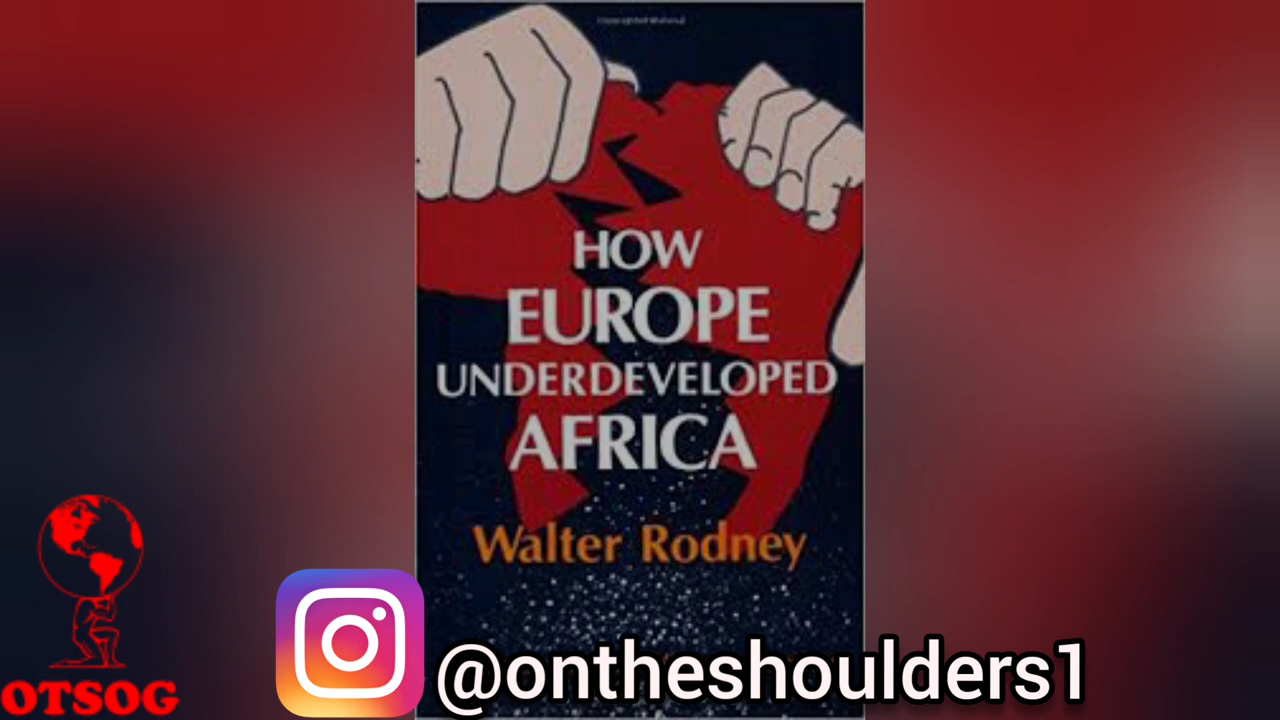 HOW
EUROPE
UNDERDEVELOPED
AFRICA
Walter Rodney
OTSOG
@ontheshoulders1